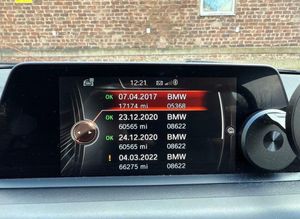 12:21
OK 07.04.2017 BMW
17174 mi 05368
OK 23.12.2020 BMW
60565 mi 08622
OK 24.12.2020 BMW
60565 mi 08622
! 04.03.2022 BMW
66275 mi 08622